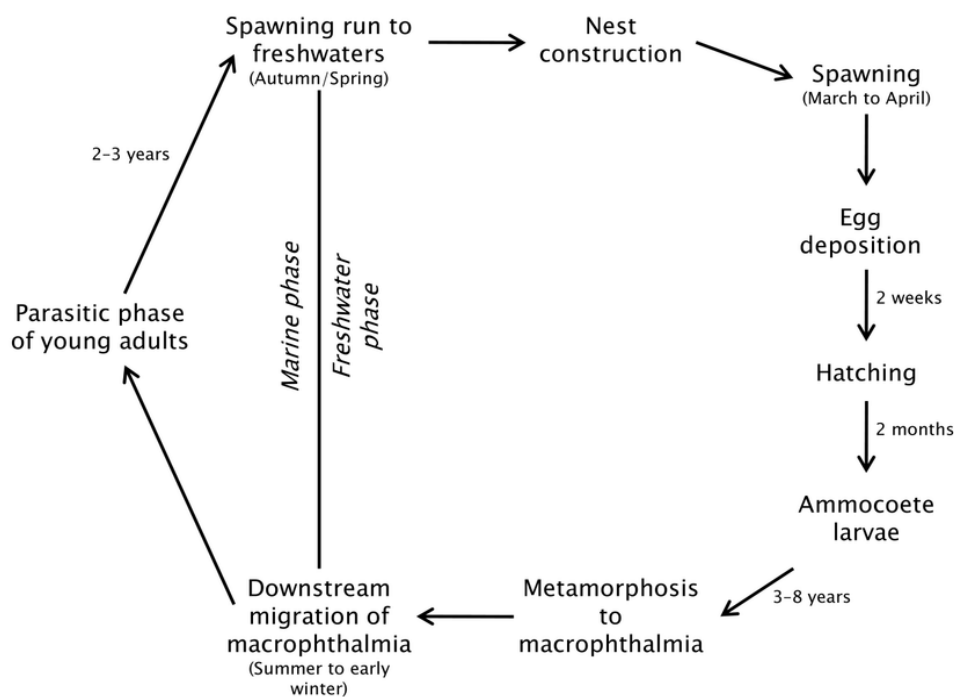 Spawning run to
freshwaters
(Autumn/Spring)
Nest
construction
Spawning
(March to April)
Egg
deposition
2 weeks
Hatching
2 months
Ammocoete
larvae
3–8 years
Metamorphosis
to
macrophthalmia
Downstream
migration of
macrophthalmia
(Summer to early
winter)
Parasitic phase
of young adults
2–3 years
Marine phase
Freshwater
phase